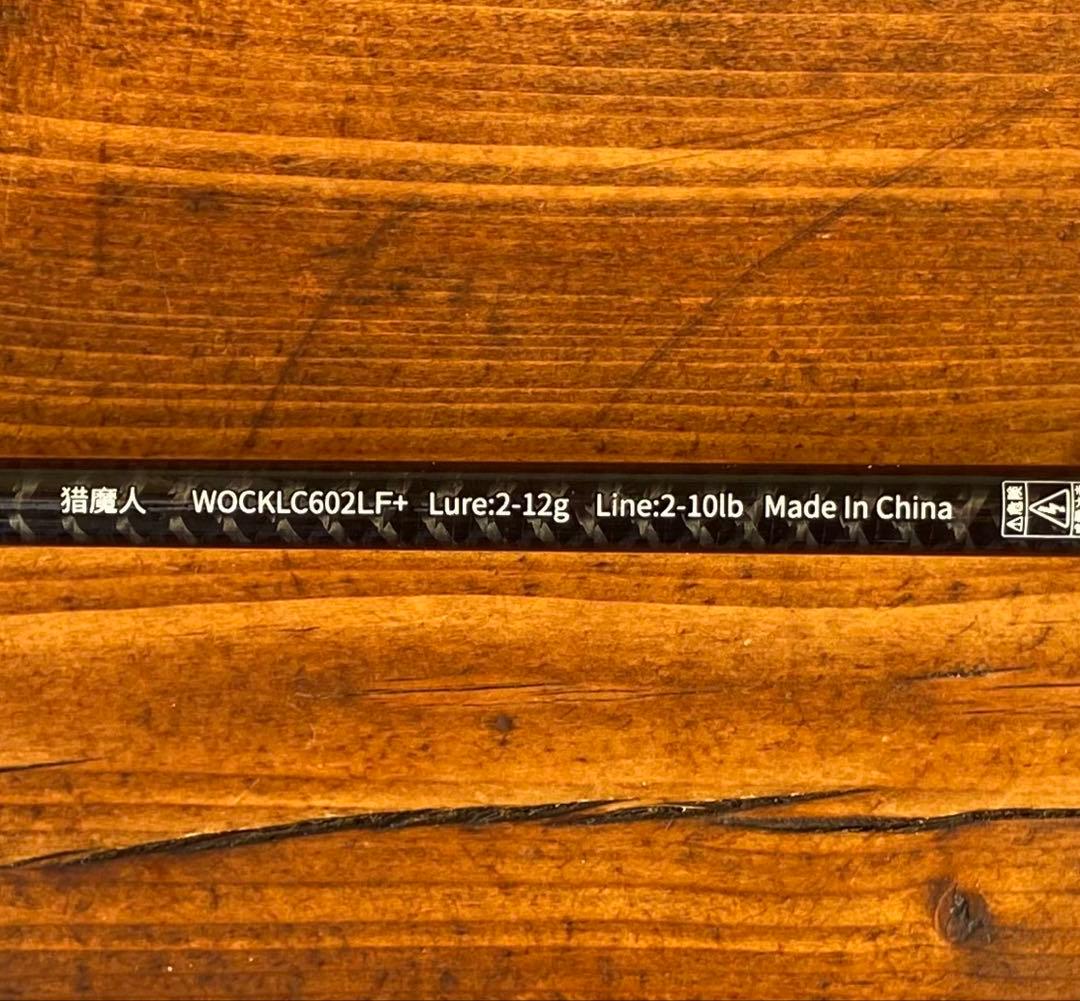 猎魔人 WOCKLC602LF+ Lure:2-12g Line:2-10lb Made In China